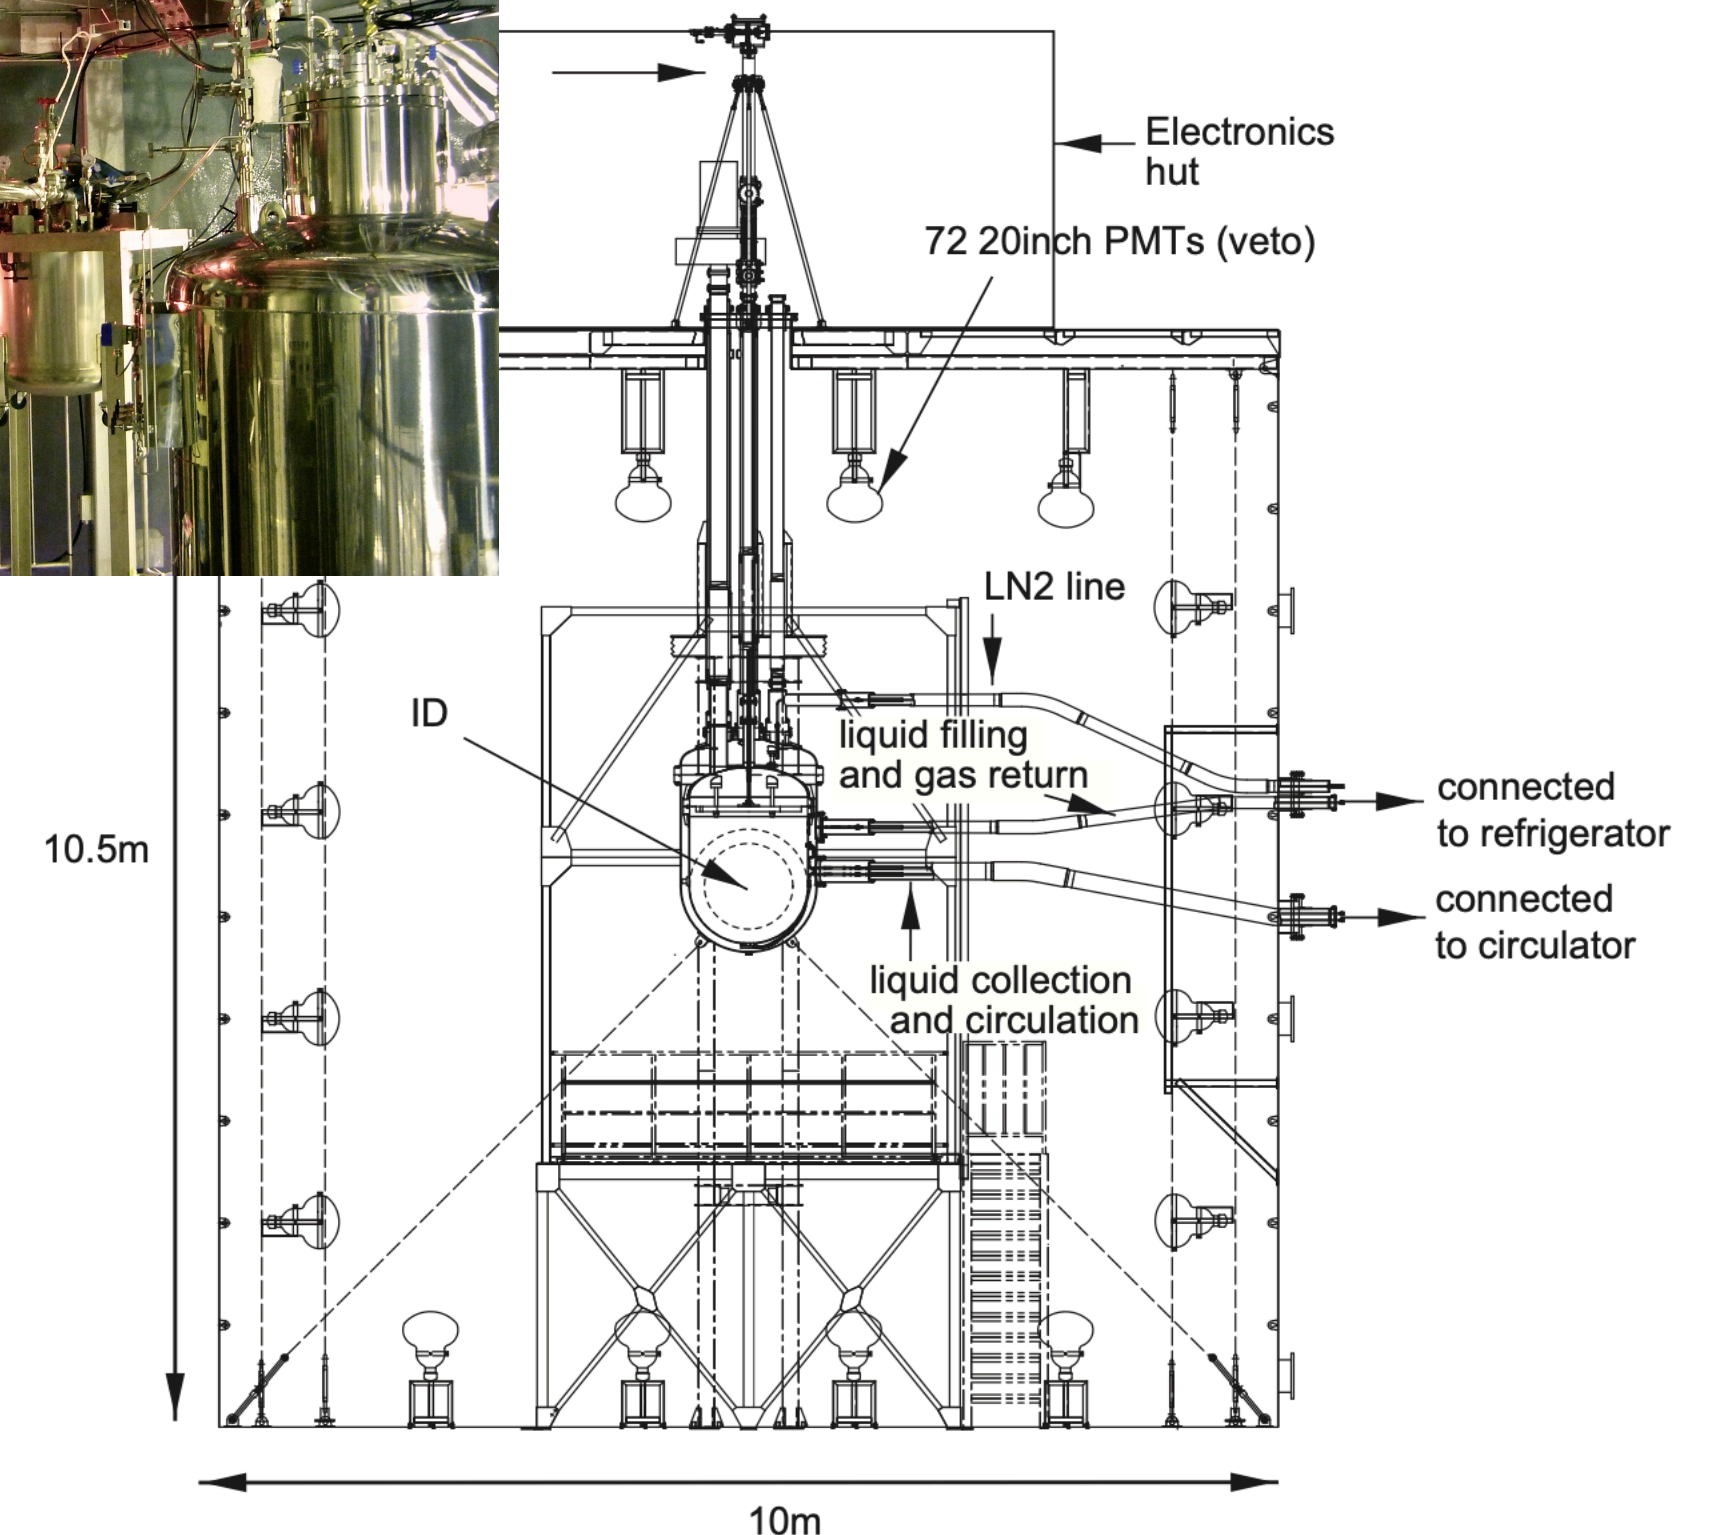 Electronics
hut
72 20inch PMTs (veto)
LN2 line
ID
liquid filling
and gas return
connected
to refrigerator
10.5m
connected
to circulator
liquid collection
and circulation
10m